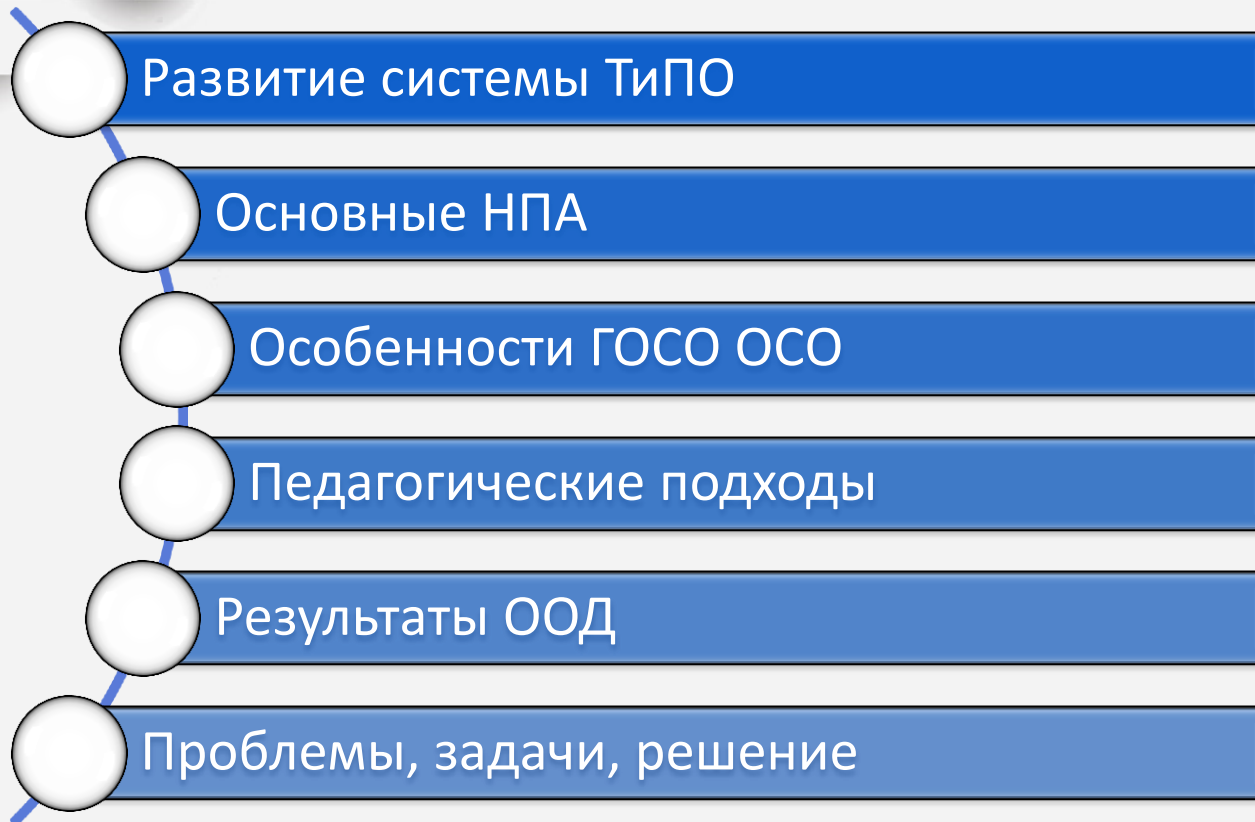 Развитие системы ТиПО
Основные НПА
Особенности ГОСО ОСО
Педагогические подходы
Результаты ООД
Проблемы, задачи, решение